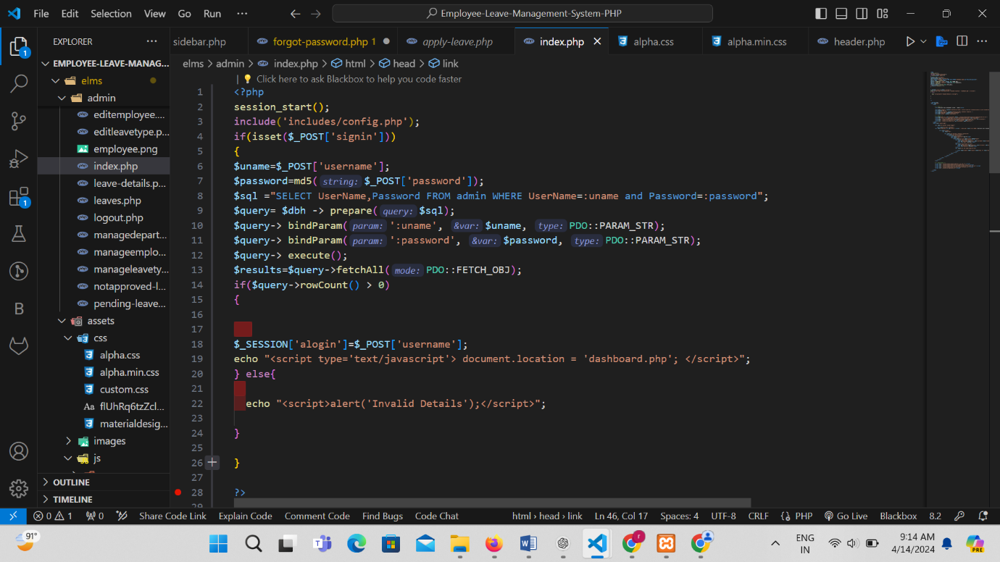 File Edit Selection View Go Run ··· Employee-Leave-Management-System-PHP
EXPLORER ···
sidebar.php forgot-password.php 1 apply-leave.php index.php alpha.css alpha.min.css header.php
EMPLOYEE-LEAVE-MANAG...
elms > admin > index.php > html > head > link
elms
admin
editemployee....
editleavetype.p...
employee.png
index.php
leave-details.p...
leaves.php
logout.php
managedepart...
manageemplo...
manageleavety...
notapproved-l...
pending-leave...
assets
css
alpha.css
alpha.min.css
custom.css
Aa flUhRq6tzZcl...
materialdesig...
images
js
OUTLINE
TIMELINE
1
1
B
| Click here to ask Blackbox to help you code faster
1 <?php
2 session_start();
3 include('includes/config.php');
4 if(isset($_POST['signin']))
5 {
6 $uname=$_POST['username'];
7 $password=md5( string: $_POST['password']);
8 $sql ="SELECT UserName,Password FROM admin WHERE UserName=:uname and Password=:password";
9 $query= $dbh -> prepare( query: $sql);
10 $query-> bindParam( param: ':uname', &var: $uname, type: PDO::PARAM_STR);
11 $query-> bindParam( param: ':password', &var: $password, type: PDO::PARAM_STR);
12 $query-> execute();
13 $results=$query->fetchAll( mode: PDO::FETCH_OBJ);
14 if($query->rowCount() > 0)
15 {
16
17
18 $_SESSION['alogin']=$_POST['username'];
19 echo "<script type='text/javascript'> document.location = 'dashboard.php'; </script>";
20 } else{
21
22 echo "<script>alert('Invalid Details');</script>";
23
24 }
25
26 }
27
28 ?>
29
0 1 0 Share Code Link Explain Code Comment Code Find Bugs Code Chat html > head > link Ln 46, Col 17 Spaces: 4 UTF-8 CRLF {} PHP Go Live Blackbox 8.2
91°
ENG
IN
9:14 AM
4/14/2024
PRE